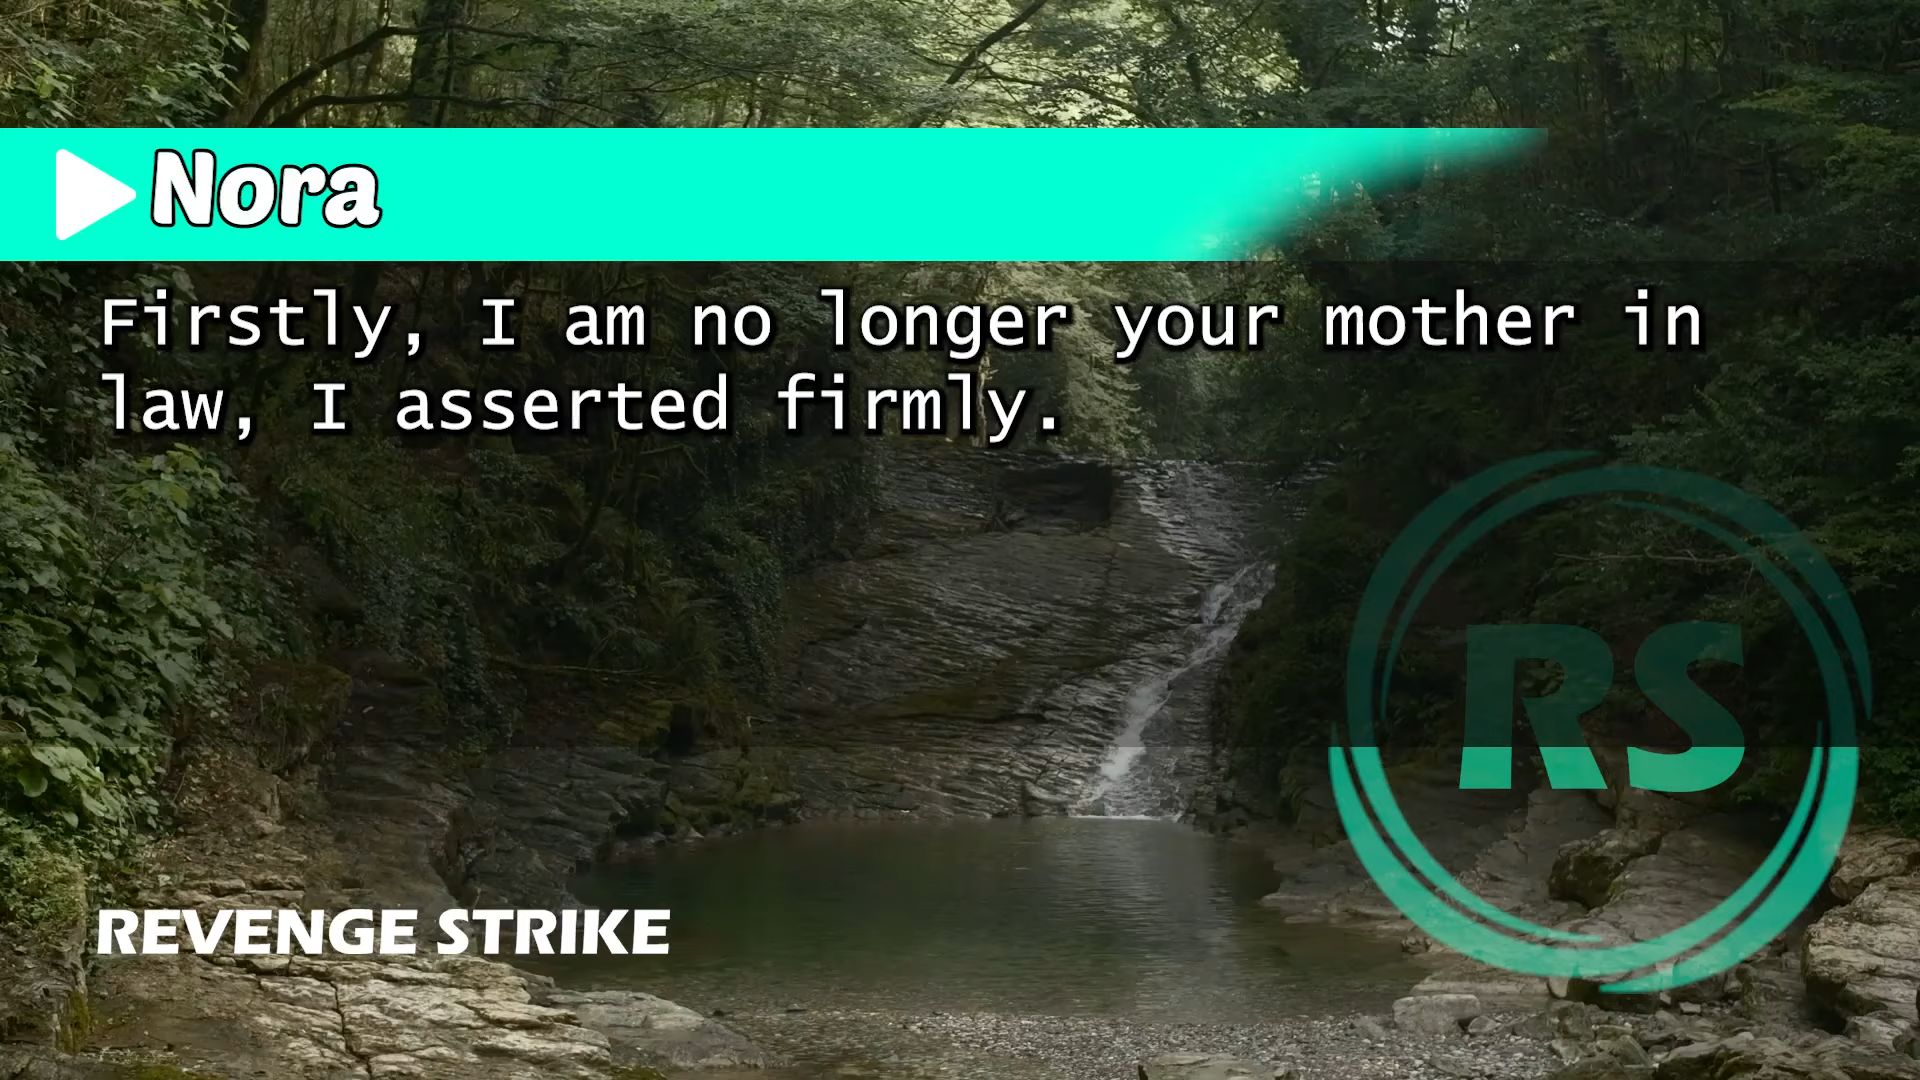 Nora
Firstly, I am no longer your mother in
law, I asserted firmly.
RS
REVENGE STRIKE